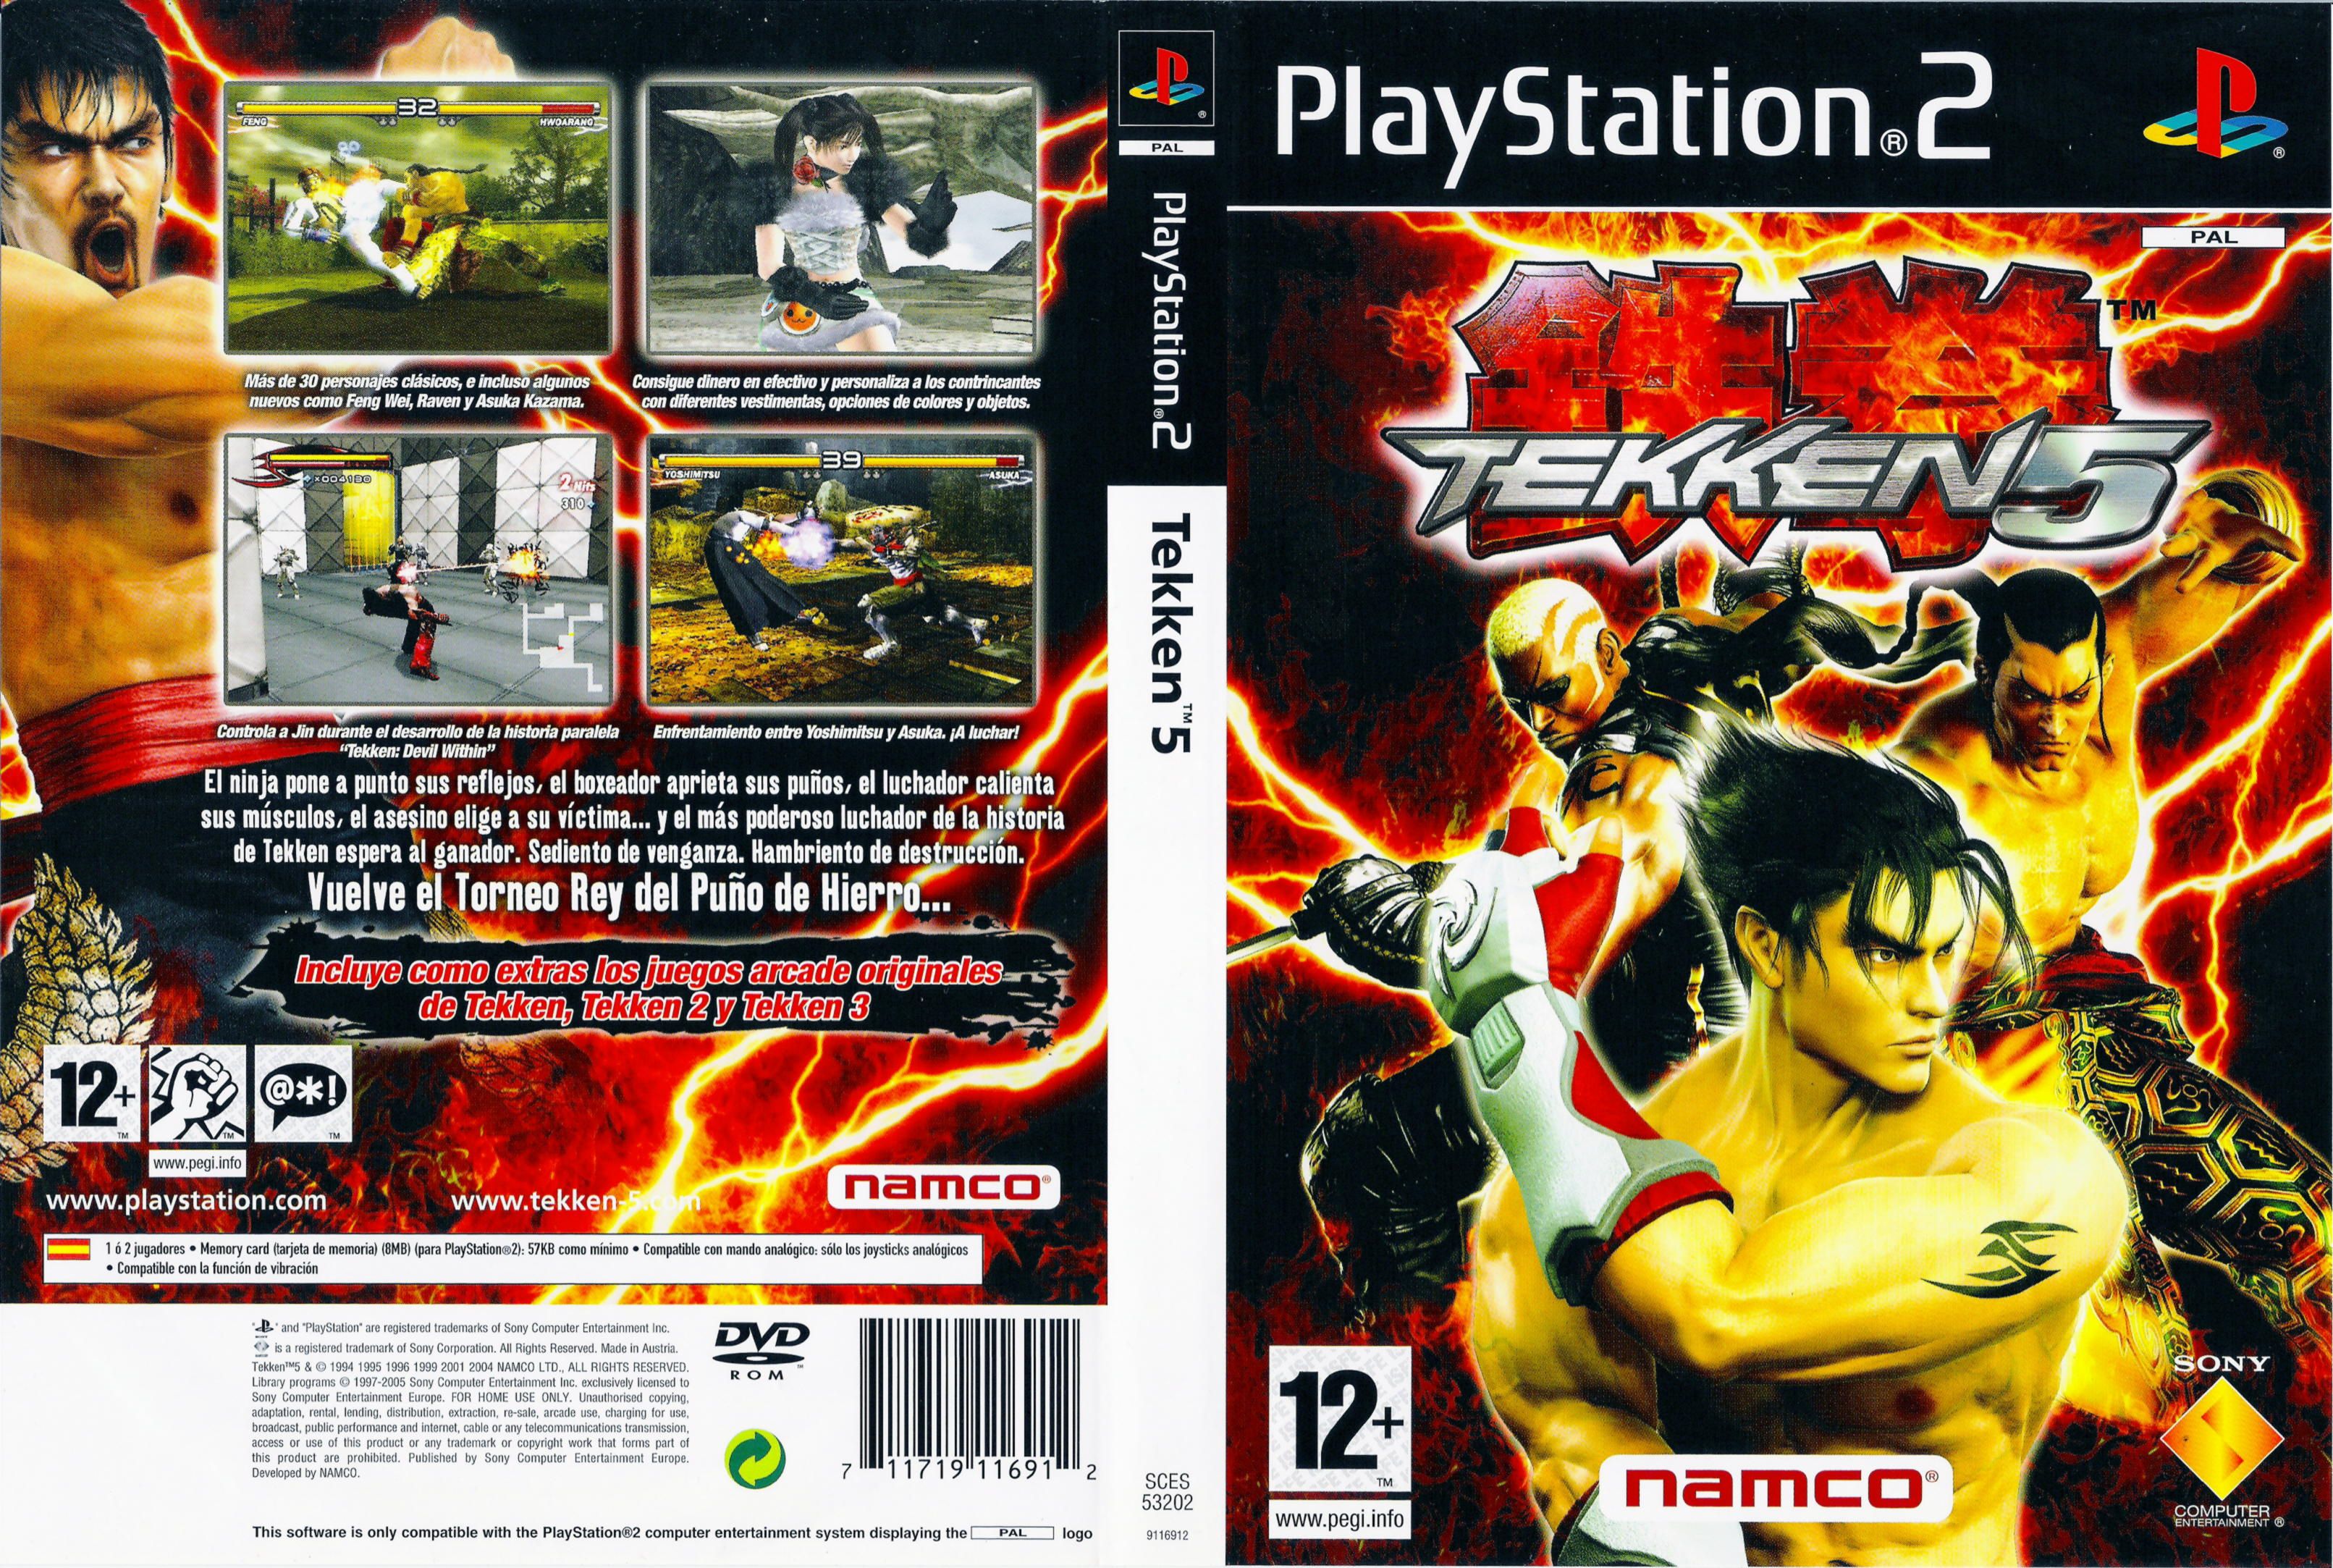 32
FENG
HWOARANG
Más de 30 personajes clásicos, e incluso algunos
nuevos como Feng Wei, Raven y Asuka Kazama.
Consigue dinero en efectivo y personaliza a los contrincantes
con diferentes vestimentas, opciones de colores y objetos.
×004190
2 Hits
310
39
YOSHIMITSU
ASUKA
Controla a Jin durante el desarrollo de la historia paralela
“Tekken: Devil Within”
Enfrentamiento entre Yoshimitsu y Asuka. ¡A luchar!
El ninja pone a punto sus reflejos, el boxeador aprieta sus puños, el luchador calienta
sus músculos, el asesino elige a su víctima... y el más poderoso luchador de la historia
de Tekken espera al ganador. Sediento de venganza. Hambriento de destrucción.
Vuelve el Torneo Rey del Puño de Hierro...
Incluye como extras los juegos arcade originales
de Tekken, Tekken 2 y Tekken 3
12+ ™
™
@*! ™
www.pegi.info
www.playstation.com
www.tekken-5.com
namco®
1 ó 2 jugadores • Memory card (tarjeta de memoria) (8MB) (para PlayStation®2): 57KB como mínimo • Compatible con mando analógico: sólo los joysticks analógicos
• Compatible con la función de vibración
" " and "PlayStation" are registered trademarks of Sony Computer Entertainment Inc.
is a registered trademark of Sony Corporation. All Rights Reserved. Made in Austria.
Tekken™5 & © 1994 1995 1996 1999 2001 2004 NAMCO LTD., ALL RIGHTS RESERVED.
Library programs © 1997-2005 Sony Computer Entertainment Inc. exclusively licensed to
Sony Computer Entertainment Europe. FOR HOME USE ONLY. Unauthorised copying,
adaptation, rental, lending, distribution, extraction, re-sale, arcade use, charging for use,
broadcast, public performance and internet, cable or any telecommunications transmission,
access or use of this product or any trademark or copyright work that forms part of
this product are prohibited. Published by Sony Computer Entertainment Europe.
Developed by NAMCO.
DVD™
ROM
7 11719 11691 2
This software is only compatible with the PlayStation®2 computer entertainment system displaying the PAL logo
®
PAL
PlayStation®2
Tekken™ 5
SCES
53202
9116912
PlayStation®2
®
PAL
鉄拳™
TEKKEN 5
12+
™
www.pegi.info
namco®
SONY
COMPUTER
ENTERTAINMENT ®